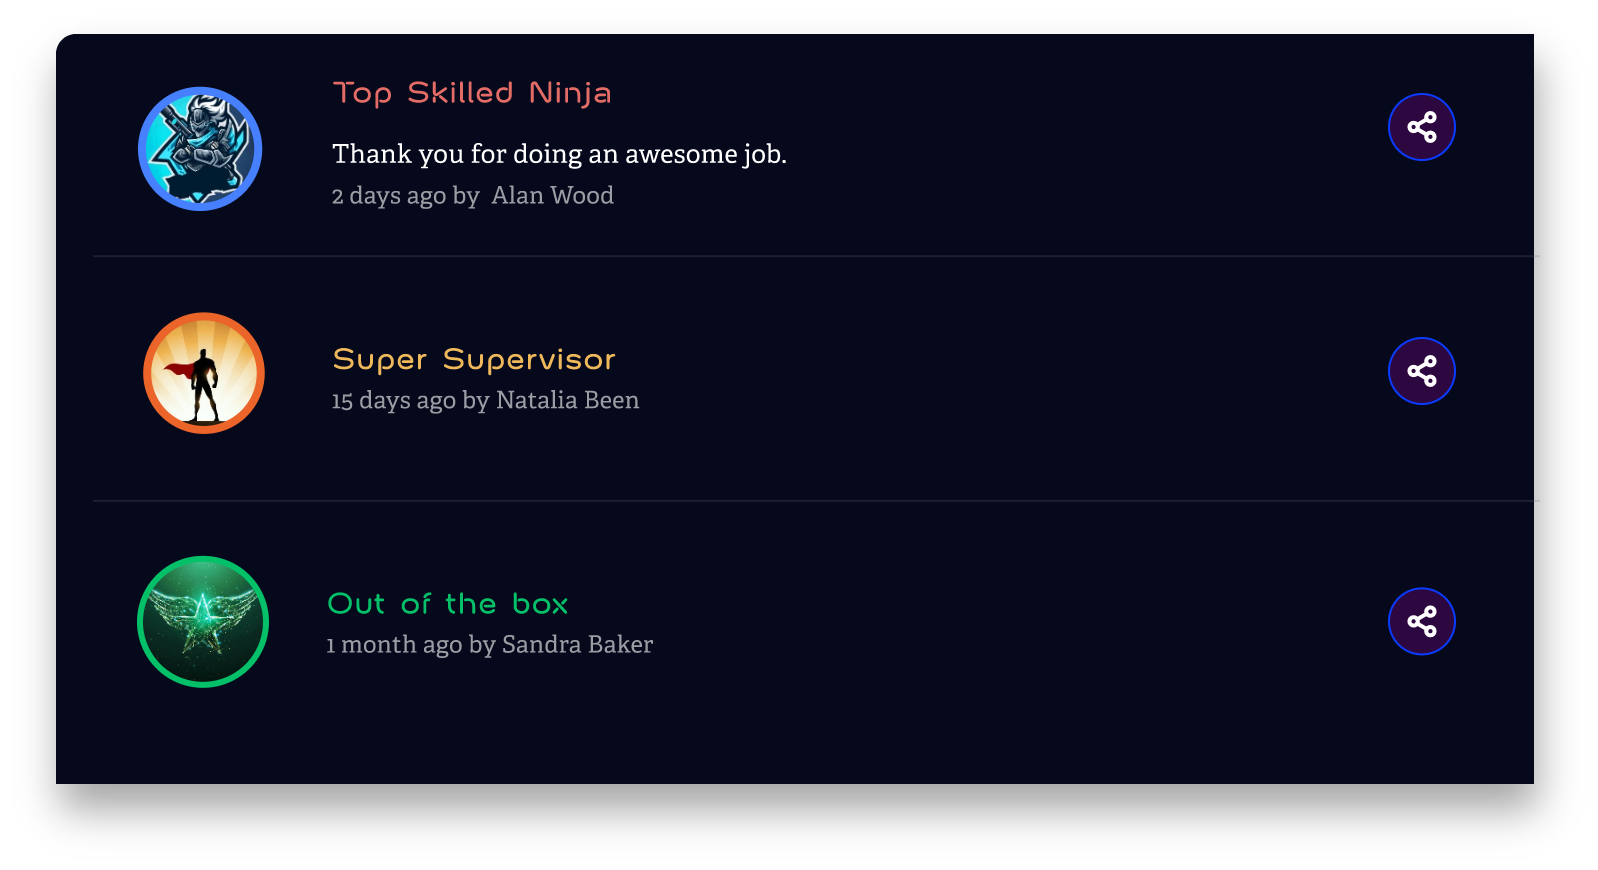 Top Skilled Ninja
Thank you for doing an awesome job.
2 days ago by Alan Wood
Super Supervisor
15 days ago by Natalia Been
Out of the box
1 month ago by Sandra Baker